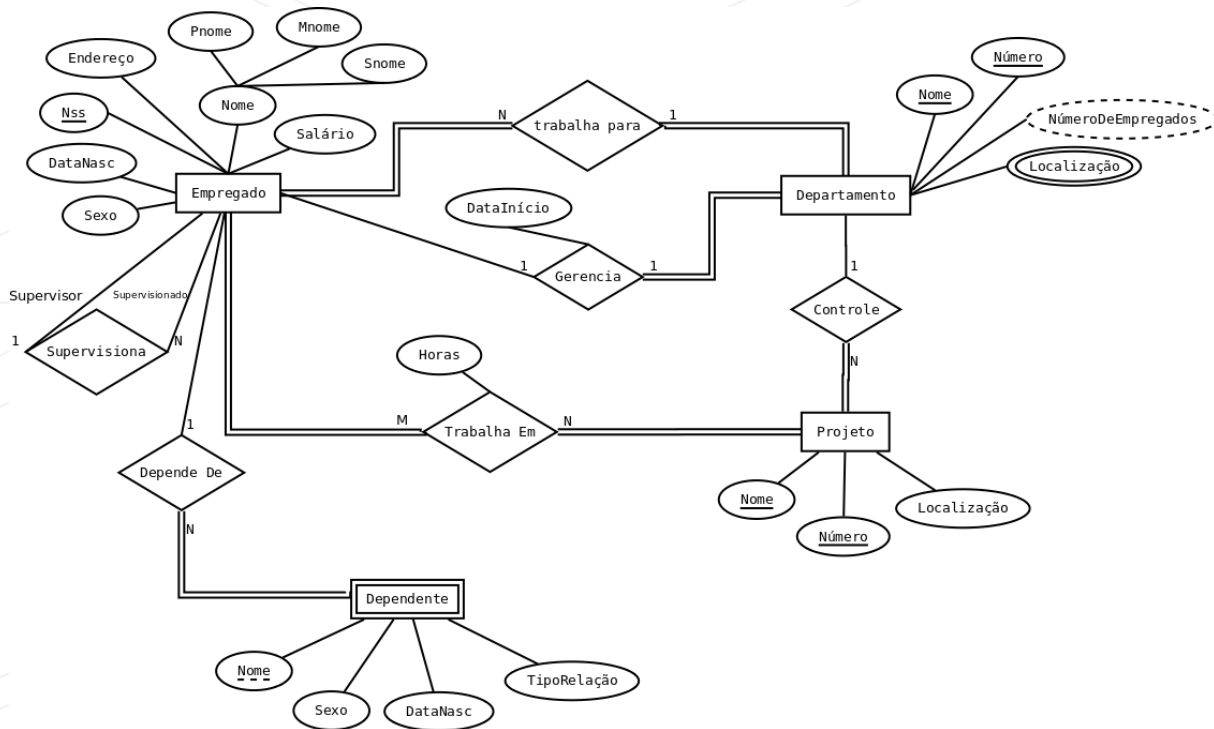 Mnome
Pnome
Snome
Endereço
Nome
Nss
Salário
DataNasc
Sexo
N
trabalha para
1
Número
Nome
NúmeroDeEmpregados
Localização
Empregado
Departamento
DataInício
1
Gerencia
1
Supervisor
Supervisionado
1
Supervisiona
N
1
Controle
N
Horas
M
Trabalha Em
N
Projeto
1
Depende De
N
Nome
Número
Localização
Dependente
Nome
Sexo
DataNasc
TipoRelação